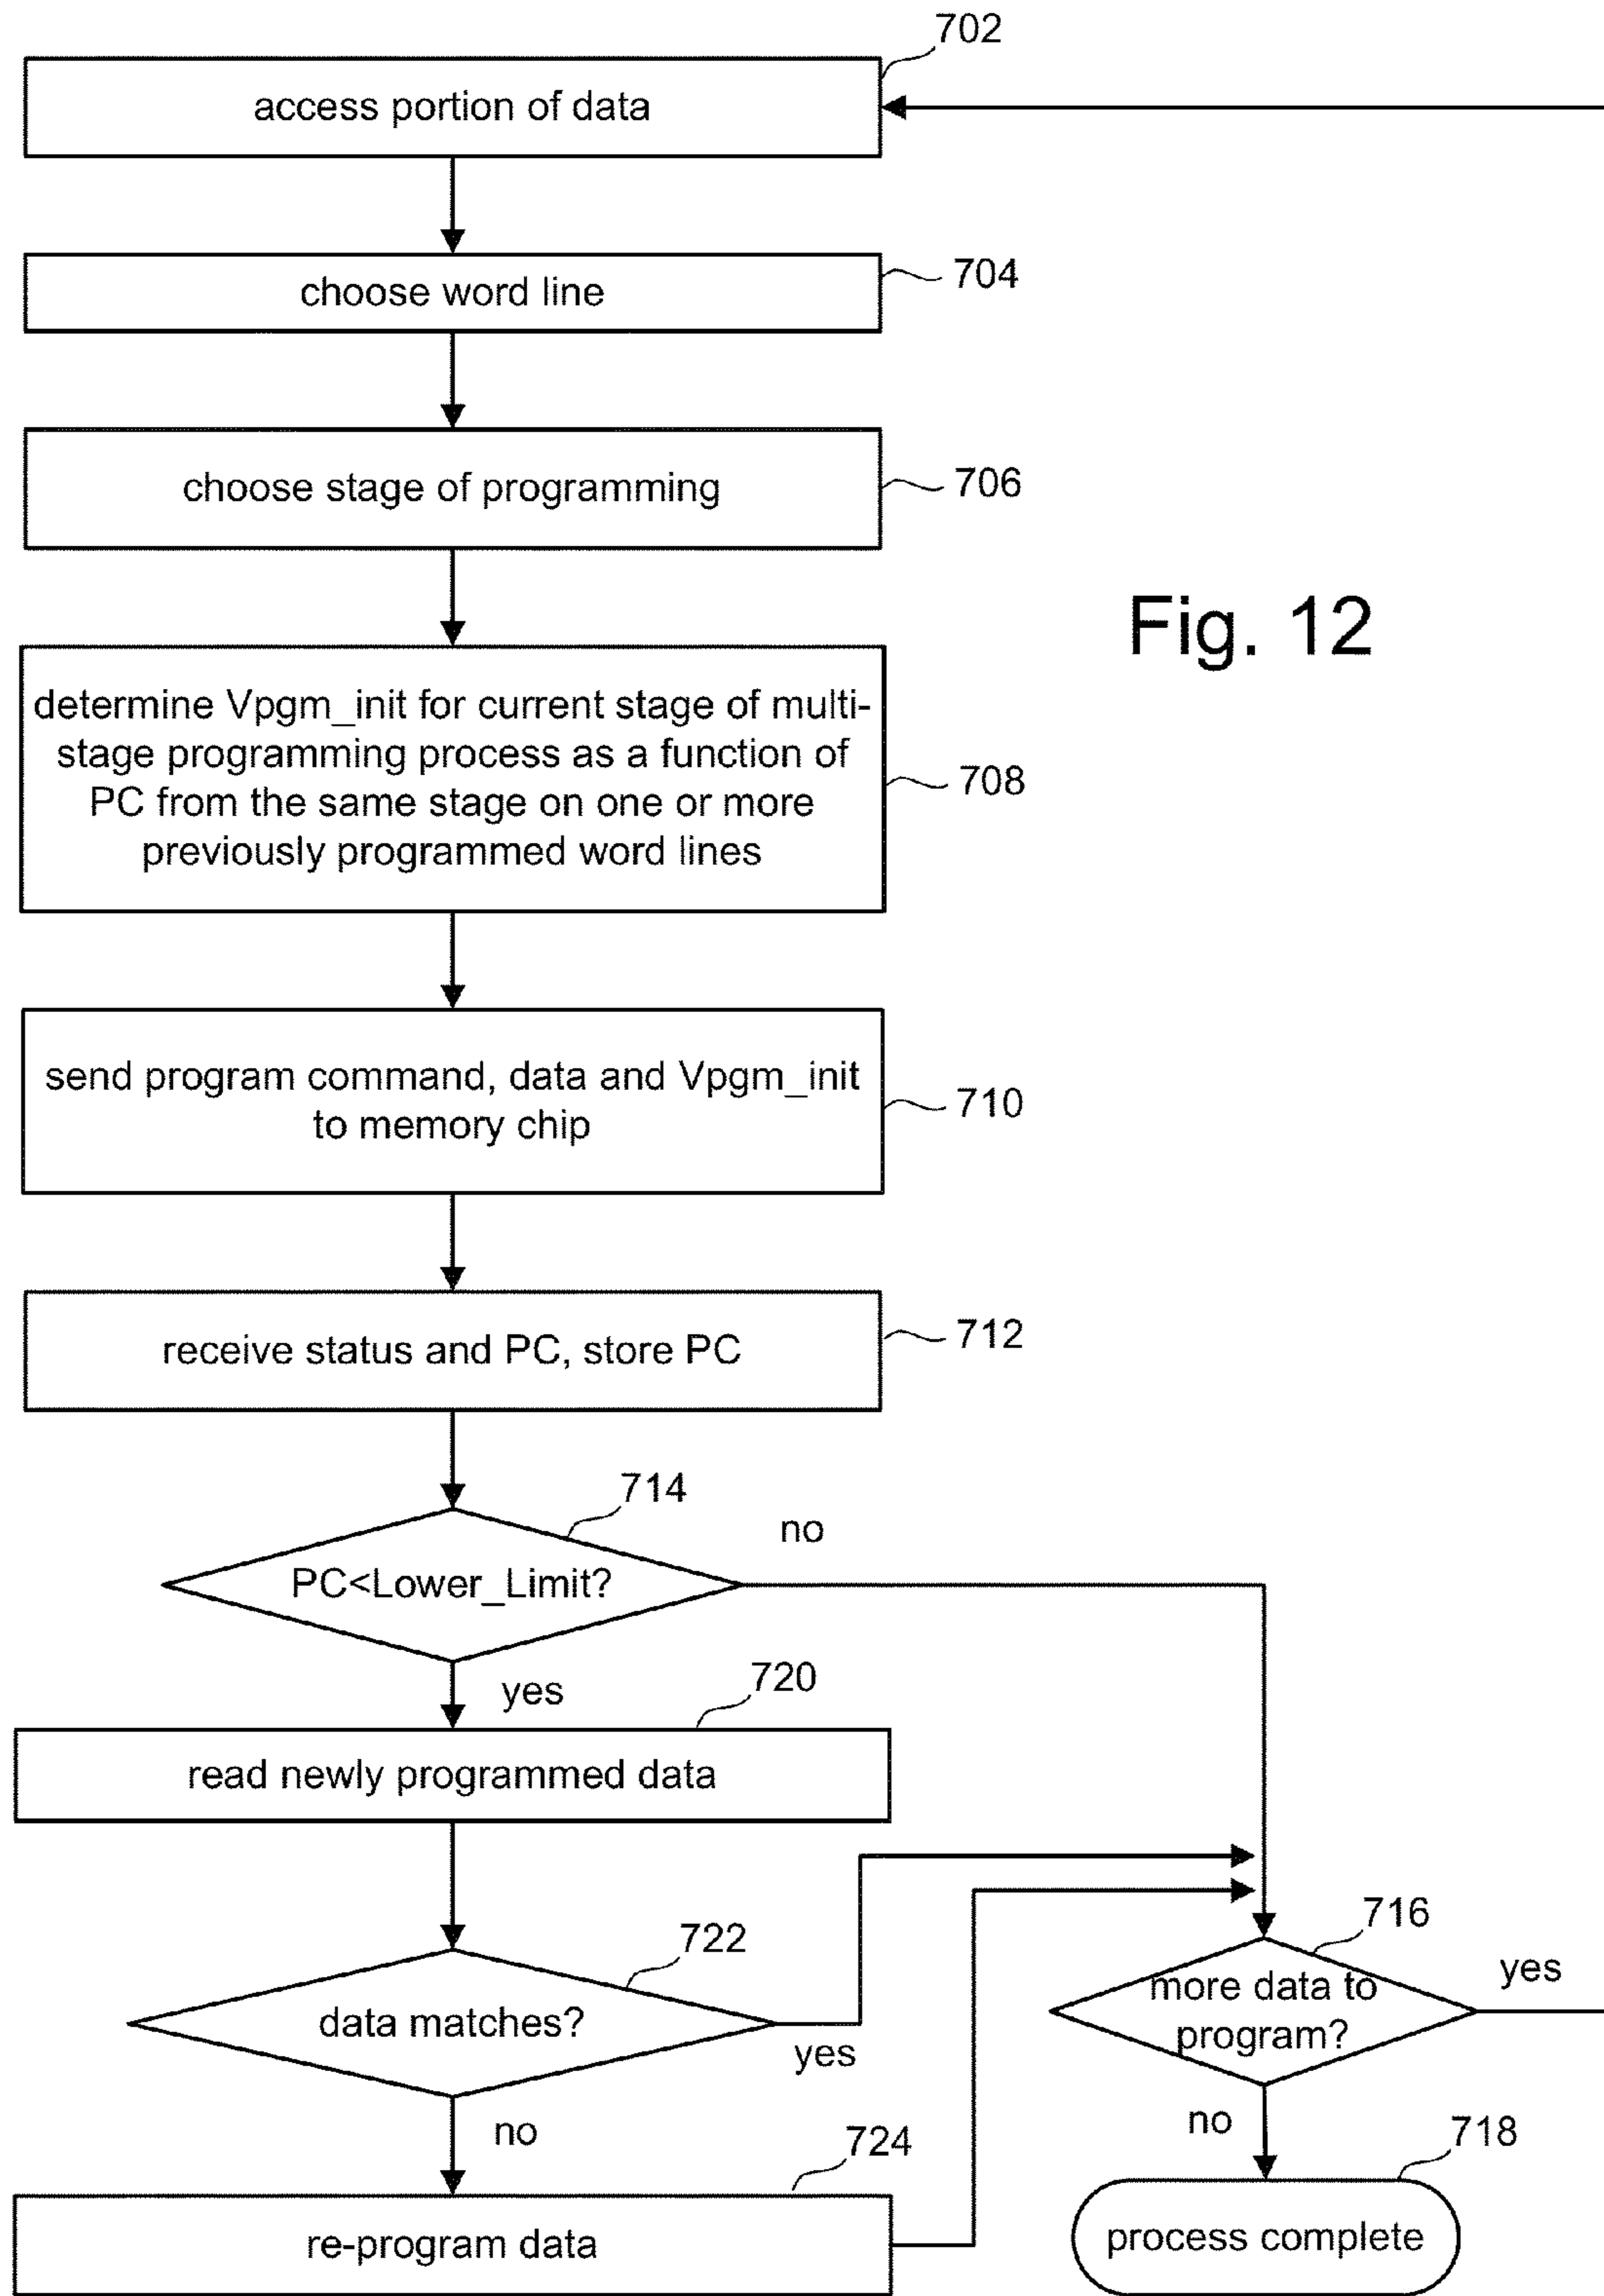 702
access portion of data
choose word line
704
choose stage of programming
706
Fig. 12
determine Vpgm_init for current stage of multi-
stage programming process as a function of
PC from the same stage on one or more
previously programmed word lines
708
send program command, data and Vpgm_init
to memory chip
710
receive status and PC, store PC
712
714
PC<Lower_Limit?
no
yes
720
read newly programmed data
722
data matches?
yes
no
716
more data to
program?
yes
no
724
re-program data
718
process complete